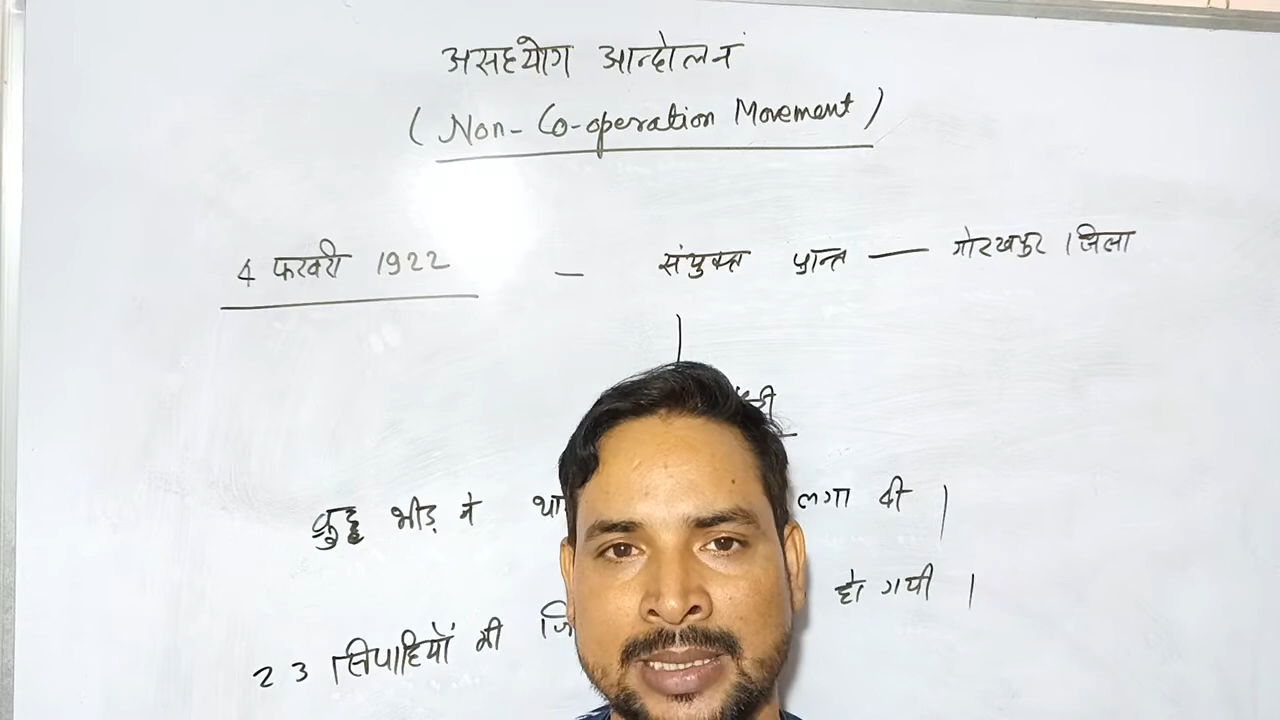 असहयोग आन्दोलन
( Non-Co-operation Movement )
4 फरवरी 1922 – संयुक्त प्रान्त — गोरखपुर जिला
भीड़ ने लगा दी ।
23 सिपाहियों की हो गयी ।